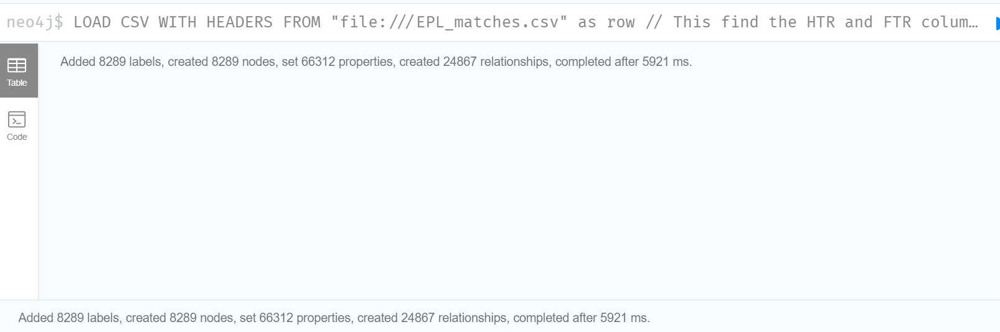 neo4j$ LOAD CSV WITH HEADERS FROM "file:///EPL_matches.csv" as row // This find the HTR and FTR colum…
Added 8289 labels, created 8289 nodes, set 66312 properties, created 24867 relationships, completed after 5921 ms.
Table
Code
Added 8289 labels, created 8289 nodes, set 66312 properties, created 24867 relationships, completed after 5921 ms.